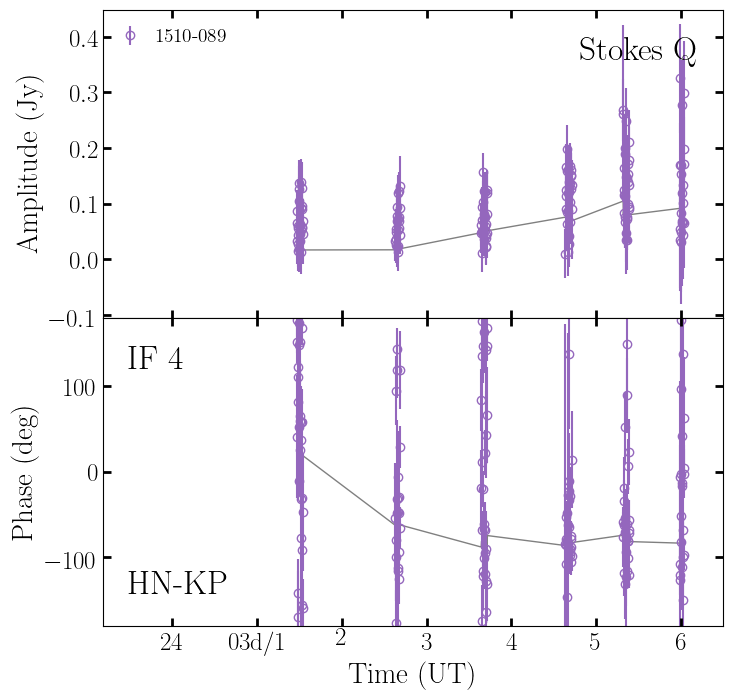 1510-089
Stokes Q
0.4
0.3
0.2
0.1
0.0
−0.1
Amplitude (Jy)
IF 4
HN-KP
100
0
−100
Phase (deg)
24 03d/1 2 3 4 5 6
Time (UT)